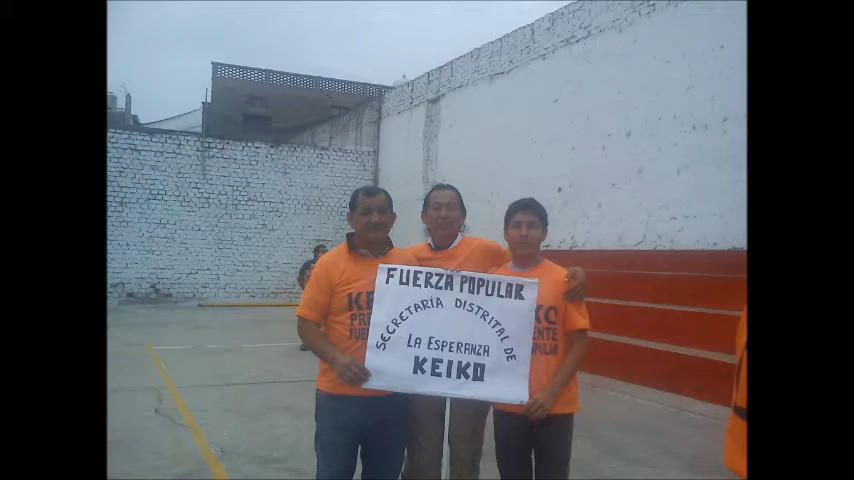 FUERZA POPULAR
SECRETARÍA DISTRITAL DE
LA ESPERANZA
KEIKO